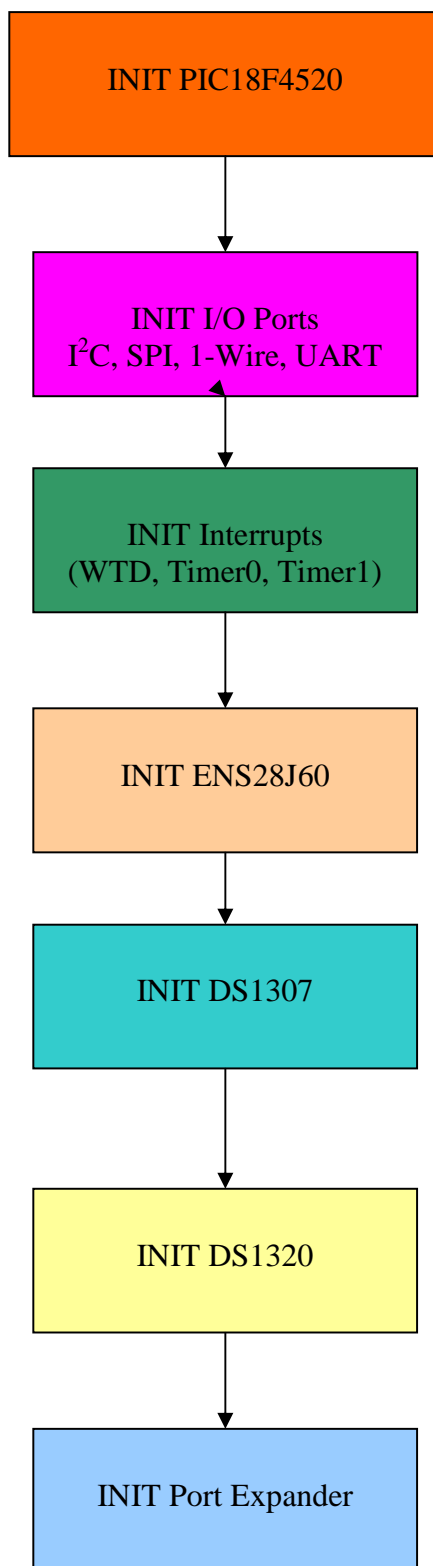 INIT PIC18F4520
INIT I/O Ports
I²C, SPI, 1-Wire, UART
INIT Interrupts
(WTD, Timer0, Timer1)
INIT ENS28J60
INIT DS1307
INIT DS1320
INIT Port Expander